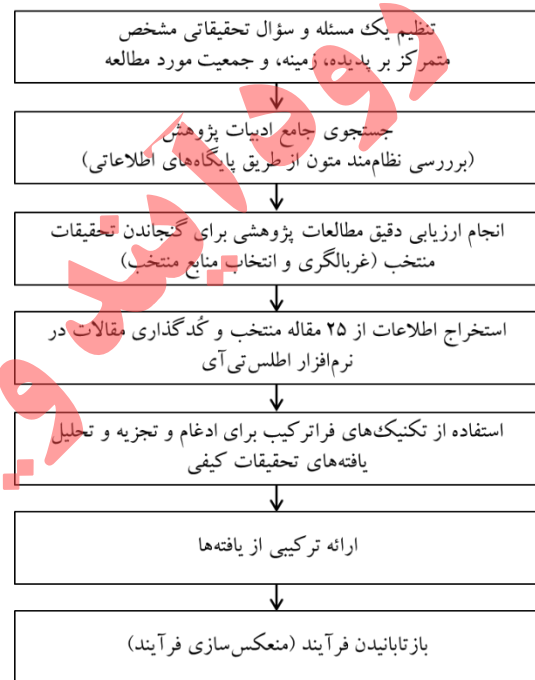 تنظیم یک مسئله و سؤال تحقیقاتی مشخص
متمرکز بر پدیده، زمینه، و جمعیت مورد مطالعه
جستجوی جامع ادبیات پژوهش
(برررسی نظام‌مند متون از طریق پایگاه‌های اطلاعاتی)
انجام ارزیابی دقیق مطالعات پژوهشی برای گنجاندن تحقیقات
منتخب (غربالگری و انتخاب منابع منتخب)
استخراج اطلاعات از ۲۵ مقاله منتخب و کُدگذاری مقالات در
نرم‌افزار اطلس‌تی‌آی
استفاده از تکنیک‌های فراترکیب برای ادغام و تجزیه و تحلیل
یافته‌های تحقیقات کیفی
ارائه ترکیبی از یافته‌ها
بازتابانیدن فرآیند (منعکس‌سازی فرآیند)